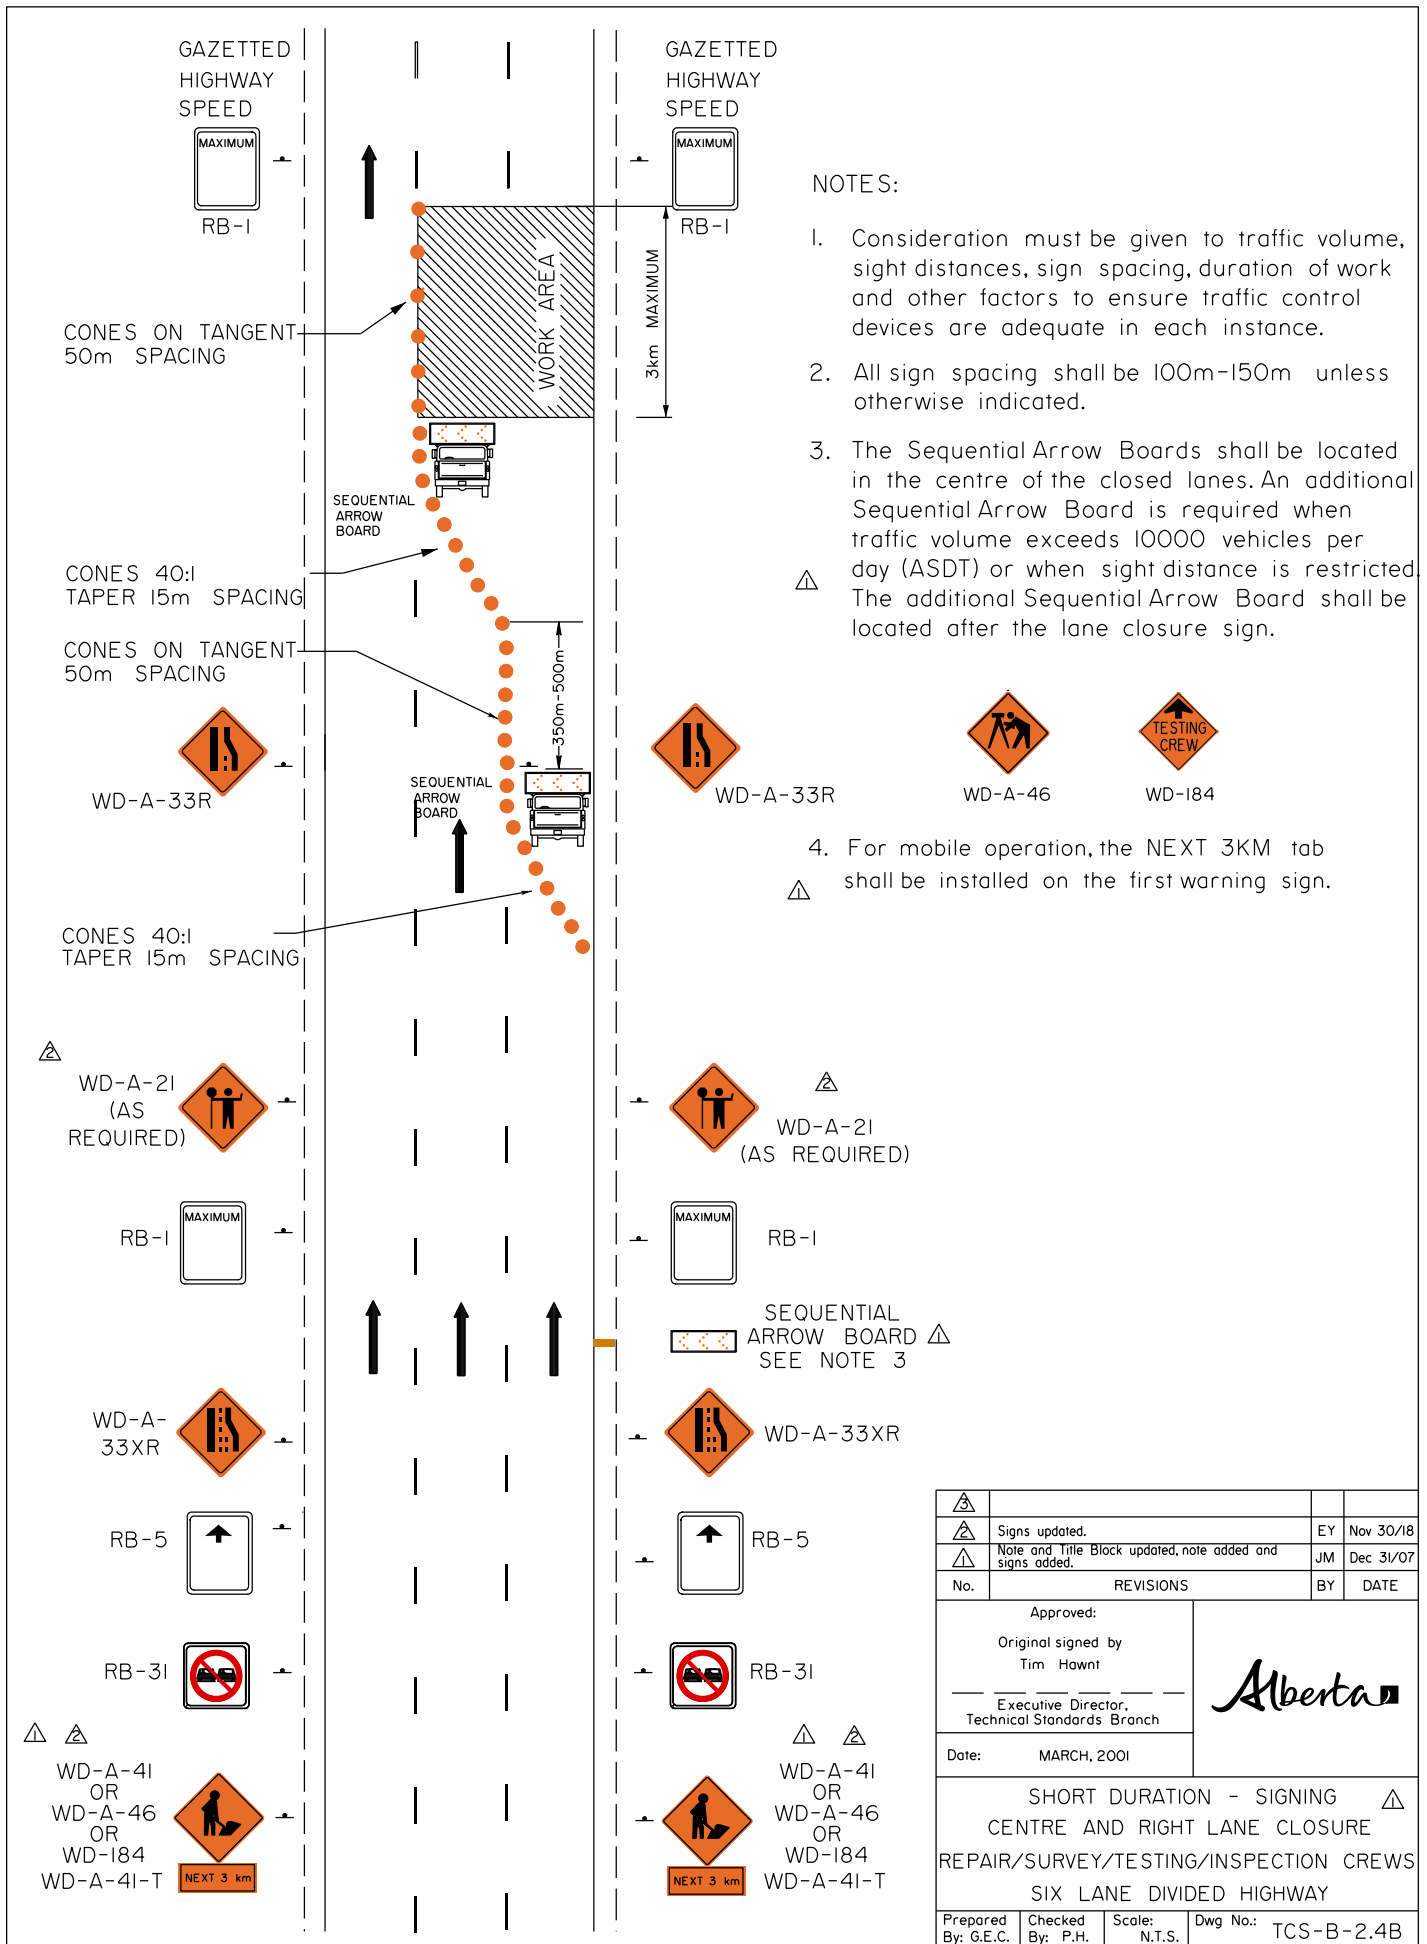 GAZETTED
HIGHWAY
SPEED
MAXIMUM
RB-1
GAZETTED
HIGHWAY
SPEED
MAXIMUM
RB-1
WORK AREA
3km MAXIMUM
CONES ON TANGENT
50m SPACING
SEQUENTIAL
ARROW
BOARD
CONES 40:1
TAPER 15m SPACING
CONES ON TANGENT
50m SPACING
350m-500m
WD-A-33R
SEQUENTIAL
ARROW
BOARD
WD-A-33R
CONES 40:1
TAPER 15m SPACING
2
WD-A-21
(AS
REQUIRED)
2
WD-A-21
(AS REQUIRED)
RB-1
MAXIMUM
MAXIMUM
RB-1
SEQUENTIAL
ARROW BOARD 1
SEE NOTE 3
WD-A-
33XR
WD-A-33XR
RB-5
RB-5
RB-31
RB-31
1 2
WD-A-41
OR
WD-A-46
OR
WD-184
WD-A-41-T
NEXT 3 km
1 2
WD-A-41
OR
WD-A-46
OR
WD-184
WD-A-41-T
NEXT 3 km
NOTES:
1. Consideration must be given to traffic volume,
sight distances, sign spacing, duration of work
and other factors to ensure traffic control
devices are adequate in each instance.
2. All sign spacing shall be 100m-150m unless
otherwise indicated.
3. The Sequential Arrow Boards shall be located
in the centre of the closed lanes. An additional
Sequential Arrow Board is required when
traffic volume exceeds 10000 vehicles per
1 day (ASDT) or when sight distance is restricted.
The additional Sequential Arrow Board shall be
located after the lane closure sign.
TESTING
CREW
WD-A-46
WD-184
4. For mobile operation, the NEXT 3KM tab
1 shall be installed on the first warning sign.
3
2 Signs updated. EY Nov 30/18
1 Note and Title Block updated, note added and
signs added. JM Dec 31/07
No. REVISIONS BY DATE
Approved:
Original signed by
Tim Hawnt
Executive Director,
Technical Standards Branch
Date: MARCH, 2001
Alberta
SHORT DURATION - SIGNING 1
CENTRE AND RIGHT LANE CLOSURE
REPAIR/SURVEY/TESTING/INSPECTION CREWS
SIX LANE DIVIDED HIGHWAY
Prepared
By: G.E.C.
Checked
By: P.H.
Scale:
N.T.S.
Dwg No.: TCS-B-2.4B